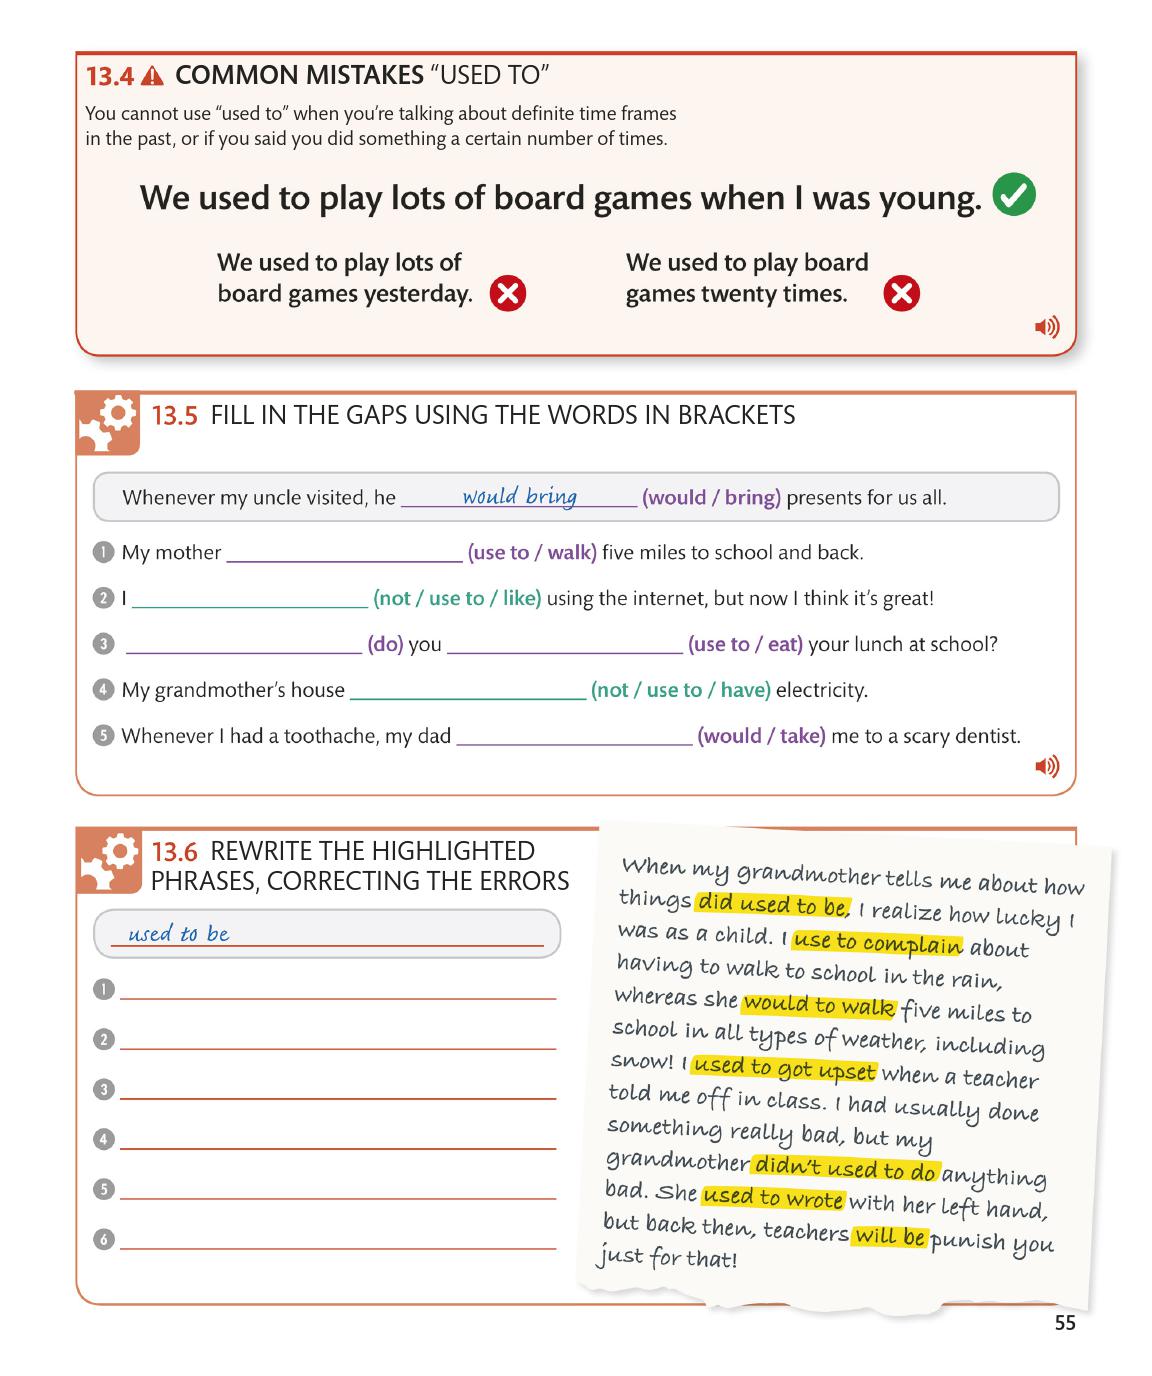 13.4 COMMON MISTAKES “USED TO”
You cannot use “used to” when you’re talking about definite time frames
in the past, or if you said you did something a certain number of times.
We used to play lots of board games when I was young.
We used to play lots of
board games yesterday.
We used to play board
games twenty times.
13.5 FILL IN THE GAPS USING THE WORDS IN BRACKETS
Whenever my uncle visited, he would bring (would / bring) presents for us all.
1 My mother ____ (use to / walk) five miles to school and back.
2 I ____ (not / use to / like) using the internet, but now I think it’s great!
3 ____ (do) you ____ (use to / eat) your lunch at school?
4 My grandmother’s house ____ (not / use to / have) electricity.
5 Whenever I had a toothache, my dad ____ (would / take) me to a scary dentist.
13.6 REWRITE THE HIGHLIGHTED
PHRASES, CORRECTING THE ERRORS
used to be
1
2
3
4
5
6
When my grandmother tells me about how
things did used to be, I realize how lucky I
was as a child. I use to complain about
having to walk to school in the rain,
whereas she would to walk five miles to
school in all types of weather, including
snow! I used to got upset when a teacher
told me off in class. I had usually done
something really bad, but my
grandmother didn’t used to do anything
bad. She used to wrote with her left hand,
but back then, teachers will be punish you
just for that!
55